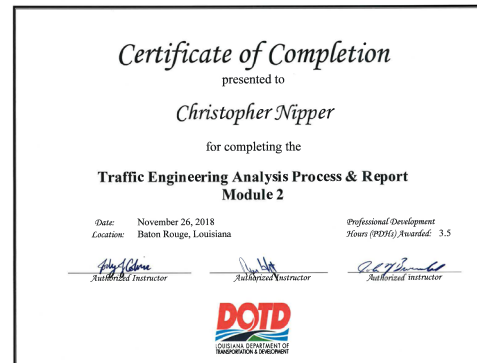 Certificate of Completion
presented to
Christopher Nipper
for completing the
Traffic Engineering Analysis Process & Report
Module 2
Date: November 26, 2018
Location: Baton Rouge, Louisiana
Professional Development
Hours (PDHs) Awarded: 3.5
Authorized Instructor
Authorized Instructor
Authorized instructor
DOTD
LOUISIANA DEPARTMENT OF
TRANSPORTATION & DEVELOPMENT